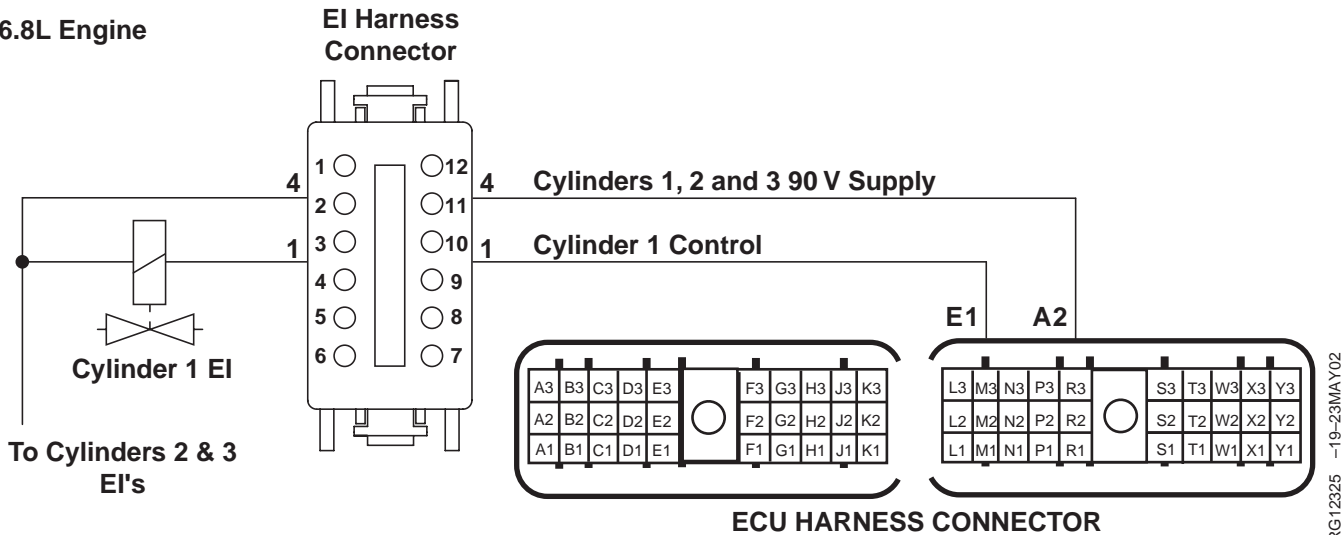 6.8L Engine
EI Harness
Connector
1 12
2 11
3 10
4 9
5 8
6 7
4 4 Cylinders 1, 2 and 3 90 V Supply
1 1 Cylinder 1 Control
Cylinder 1 EI
To Cylinders 2 & 3
EI's
E1 A2
A3 B3 C3 D3 E3 F3 G3 H3 J3 K3
A2 B2 C2 D2 E2 F2 G2 H2 J2 K2
A1 B1 C1 D1 E1 F1 G1 H1 J1 K1
L3 M3 N3 P3 R3 S3 T3 W3 X3 Y3
L2 M2 N2 P2 R2 S2 T2 W2 X2 Y2
L1 M1 N1 P1 R1 S1 T1 W1 X1 Y1
ECU HARNESS CONNECTOR
RG12325 –19–23MAY02